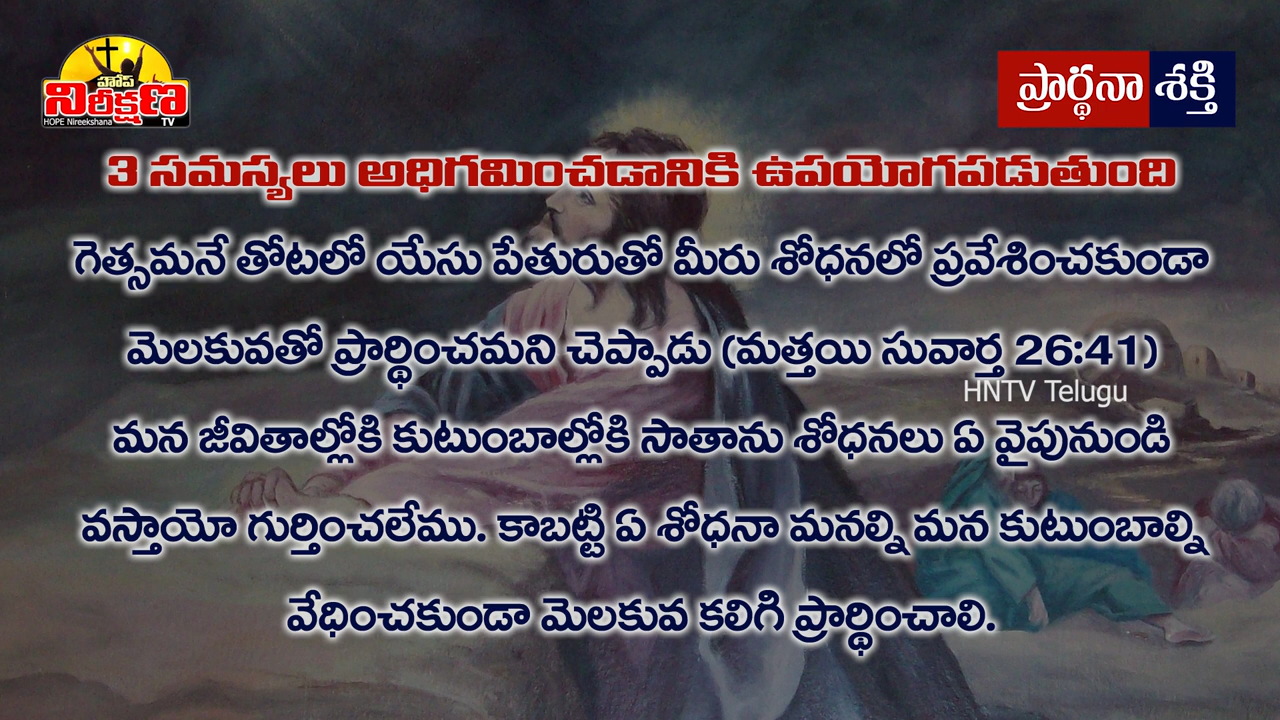 హోప్
నిరీక్షణ
HOPE Nireekshana TV
ప్రార్థనా శక్తి
3 సమస్యలు అధిగమించడానికి ఉపయోగపడుతుంది
గెత్సమనే తోటలో యేసు పేతురుతో మీరు శోధనలో ప్రవేశించకుండా
మెలకువతో ప్రార్థించమని చెప్పాడు (మత్తయి సువార్త 26:41)
HNTV Telugu
మన జీవితాల్లోకి కుటుంబాల్లోకి సాతాను శోధనలు ఏ వైపునుండి
వస్తాయో గుర్తించలేము. కాబట్టి ఏ శోధనా మనల్ని మన కుటుంబాల్ని
వేధించకుండా మెలకువ కలిగి ప్రార్థించాలి.